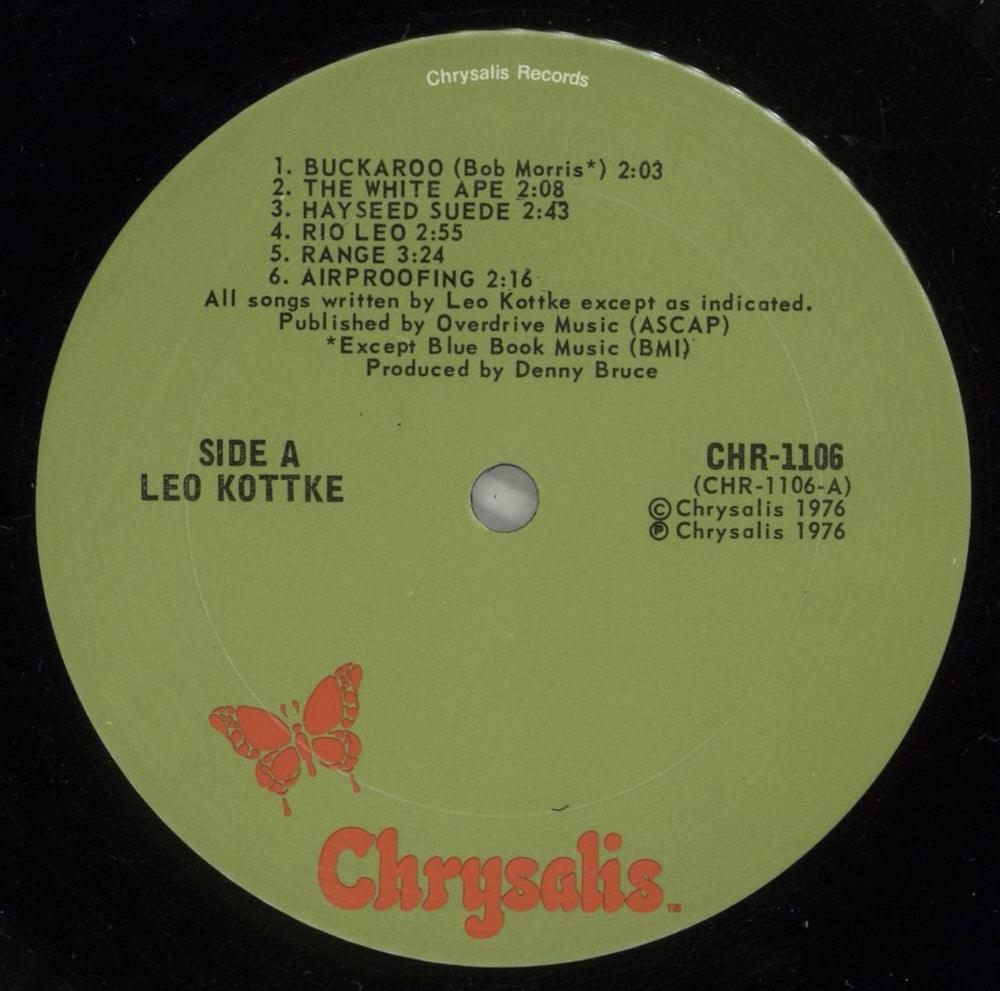 Chrysalis Records
1. BUCKAROO (Bob Morris*) 2:03
2. THE WHITE APE 2:08
3. HAYSEED SUEDE 2:43
4. RIO LEO 2:55
5. RANGE 3:24
6. AIRPROOFING 2:16
All songs written by Leo Kottke except as indicated.
Published by Overdrive Music (ASCAP)
*Except Blue Book Music (BMI)
Produced by Denny Bruce
SIDE A
LEO KOTTKE
CHR-1106
(CHR-1106-A)
© Chrysalis 1976
℗ Chrysalis 1976
Chrysalis™